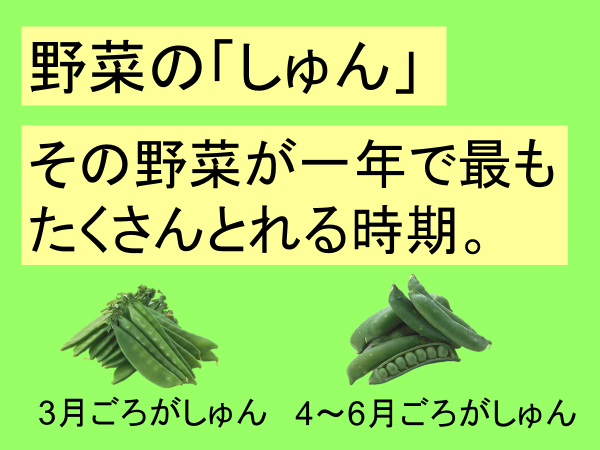 野菜の「しゅん」
その野菜が一年で最も
たくさんとれる時期。
3月ごろがしゅん
4～6月ごろがしゅん